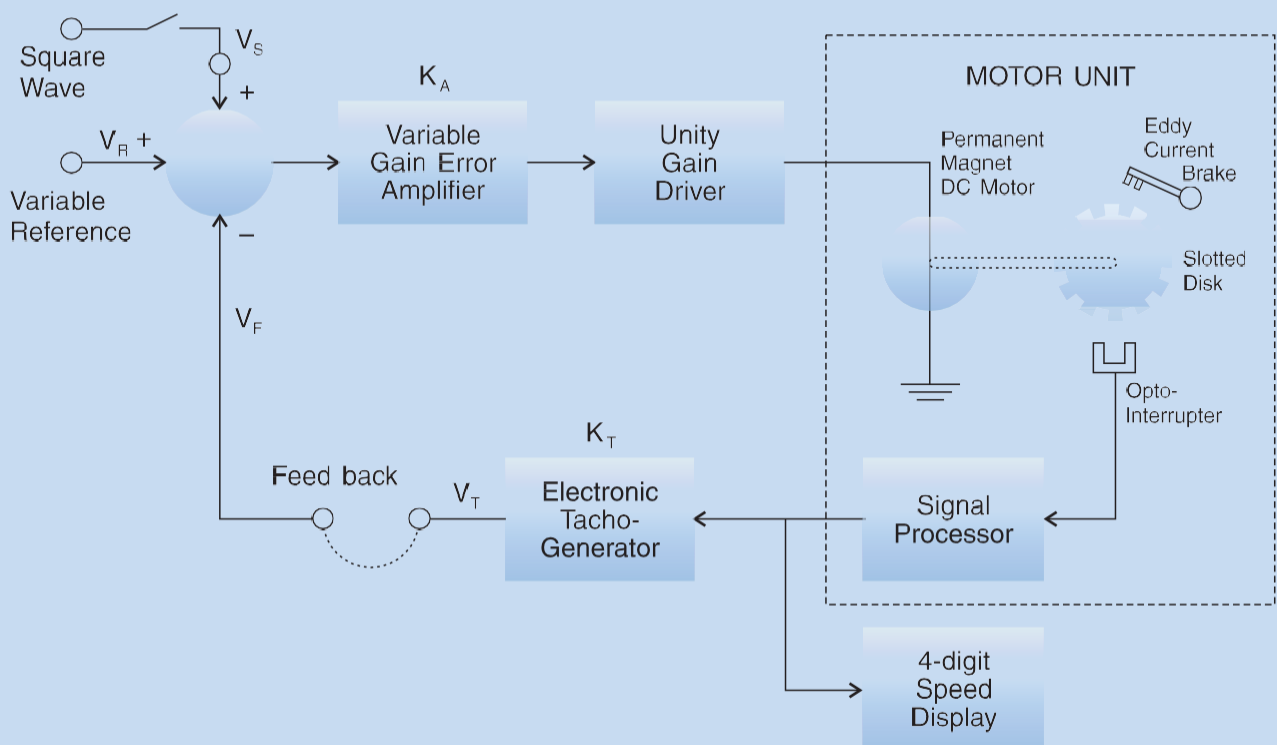 Square
Wave
V_S
+
V_R +
Variable
Reference
K_A
Variable
Gain Error
Amplifier
Unity
Gain
Driver
MOTOR UNIT
Permanent
Magnet
DC Motor
Eddy
Current
Brake
Slotted
Disk
–
V_F
Opto-
Interrupter
Feed back
V_T
K_T
Electronic
Tacho-
Generator
Signal
Processor
4-digit
Speed
Display